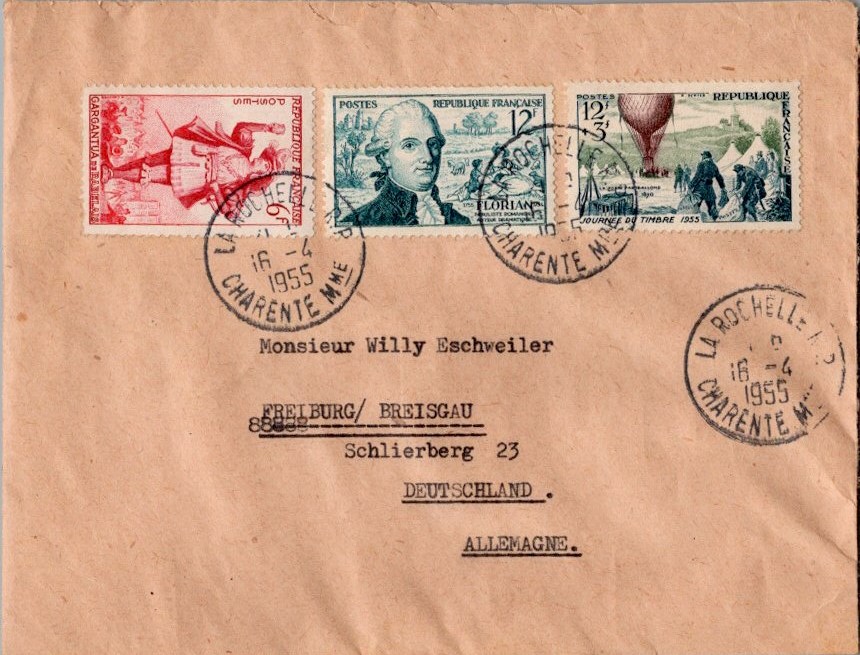 REPUBLIQUE FRANÇAISE
POSTES
6F
GARGANTUA
POSTES REPUBLIQUE FRANÇAISE
12F
FLORIAN
POSTES REPUBLIQUE FRANÇAISE
12F
3F
JOURNEE DU TIMBRE 1955
LA ROCHELLE R.P
16 -4
1955
CHARENTE MME
LA ROCHELLE
16
CHARENTE MME
LA ROCHELLE R.P
16 -4
1955
CHARENTE MME
Monsieur Willy Eschweiler
FREIBURG/ BREISGAU
Schlierberg 23
DEUTSCHLAND .
ALLEMAGNE.